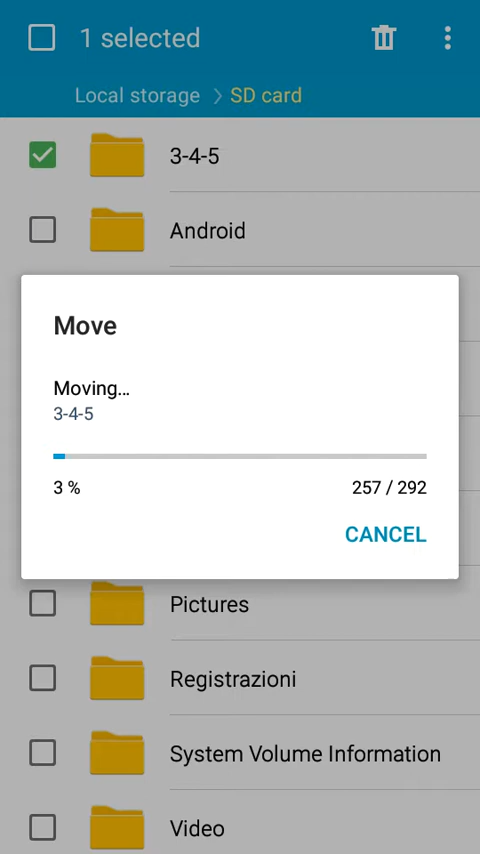 1 selected
Local storage > SD card
3-4-5
Android
Move
Moving...
3-4-5
3 % 257 / 292
CANCEL
Pictures
Registrazioni
System Volume Information
Video